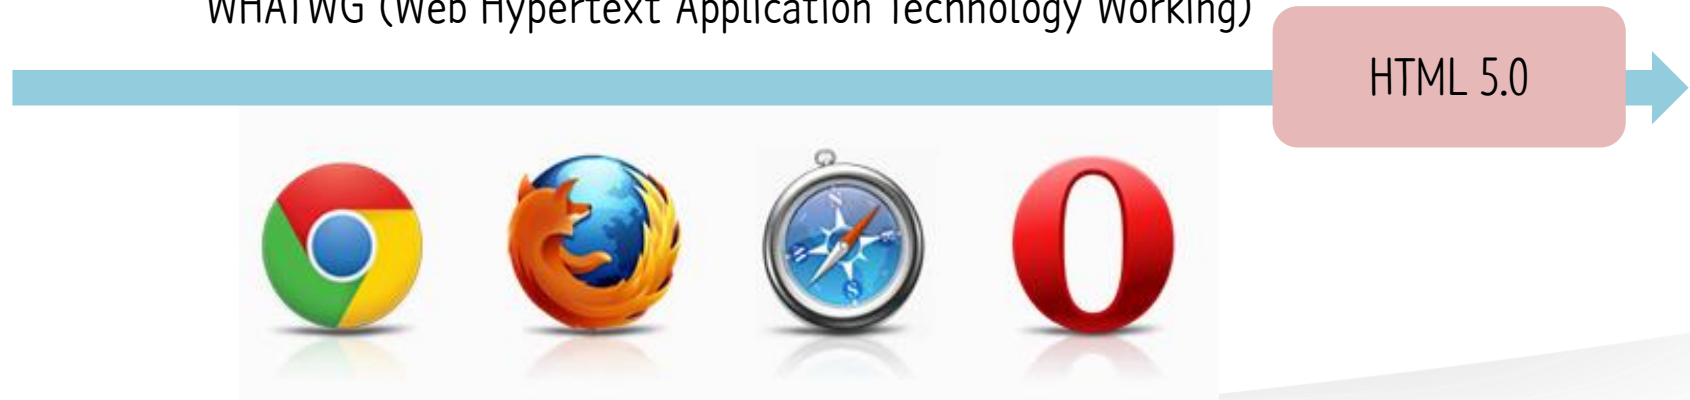 WHATWG (Web Hypertext Application Technology Working)
HTML 5.0